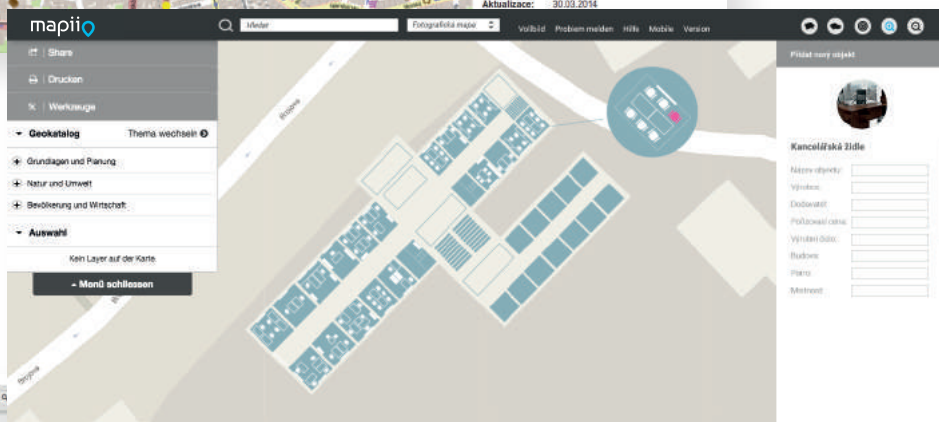 Aktualizace: 30.03.2014
mapiio
Hledat
Fotografická mapa
Vollbild Problem melden Hilfe Mobile Version
Share
Drucken
Werkzeuge
Geokatalog Thema wechseln
Grundlagen und Planung
Natur und Umwelt
Bevölkerung und Wirtschaft
Auswahl
Kein Layer auf der Karte
Menü schliessen
Přidat nový objekt
Kancelářská židle
Název objektu:
Výrobce:
Dodavatel:
Pořizovací cena:
Výrobní číslo:
Budova:
Patro:
Místnost: